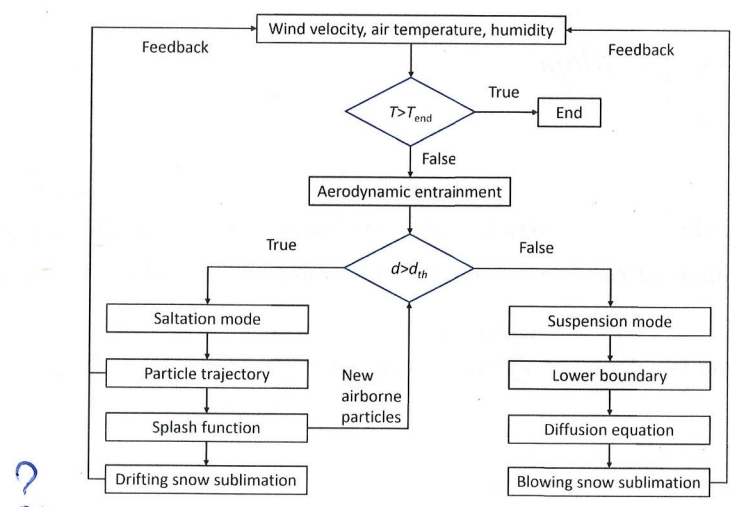 Wind velocity, air temperature, humidity
Feedback
Feedback
T>Tend
True
End
False
Aerodynamic entrainment
True
d>dth
False
Saltation mode
Suspension mode
Particle trajectory
New
airborne
particles
Lower boundary
Splash function
Diffusion equation
Drifting snow sublimation
Blowing snow sublimation
?